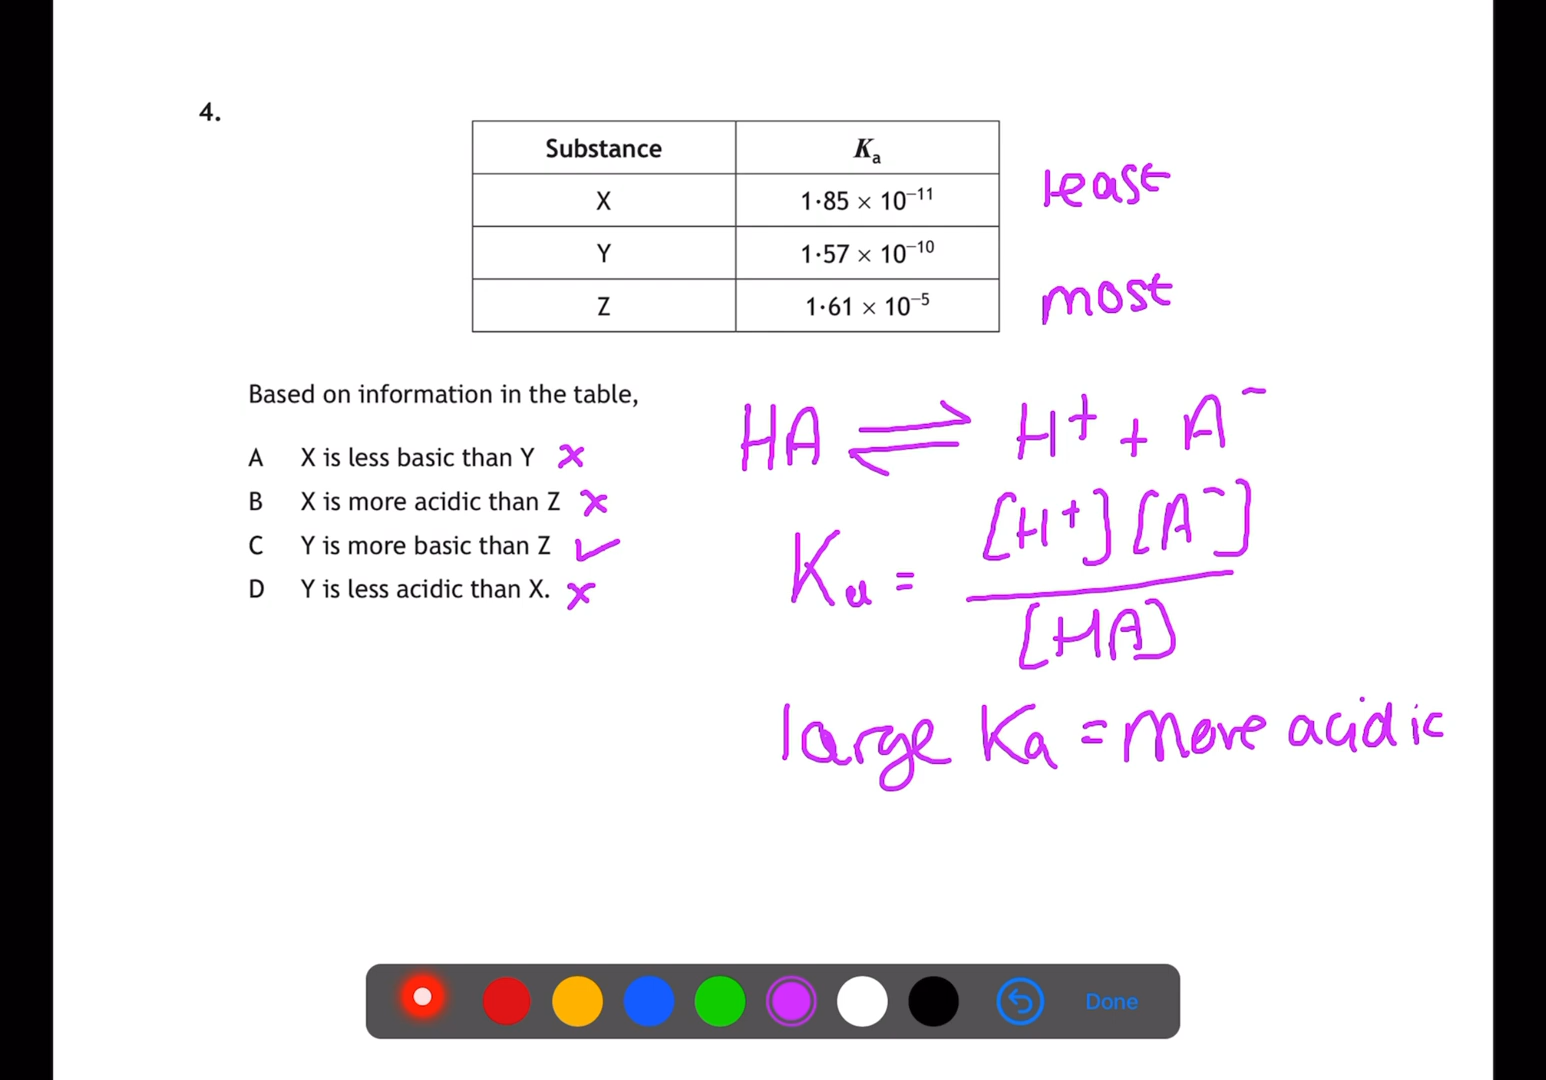 4.
Substance Kₐ
X 1·85 × 10⁻¹¹ least
Y 1·57 × 10⁻¹⁰
Z 1·61 × 10⁻⁵ most
Based on information in the table,
A X is less basic than Y ×
B X is more acidic than Z ×
C Y is more basic than Z ✓
D Y is less acidic than X. ×
HA ⇌ H⁺ + A⁻
Kₐ = [H⁺][A⁻] / [HA]
large Ka = more acidic
Done